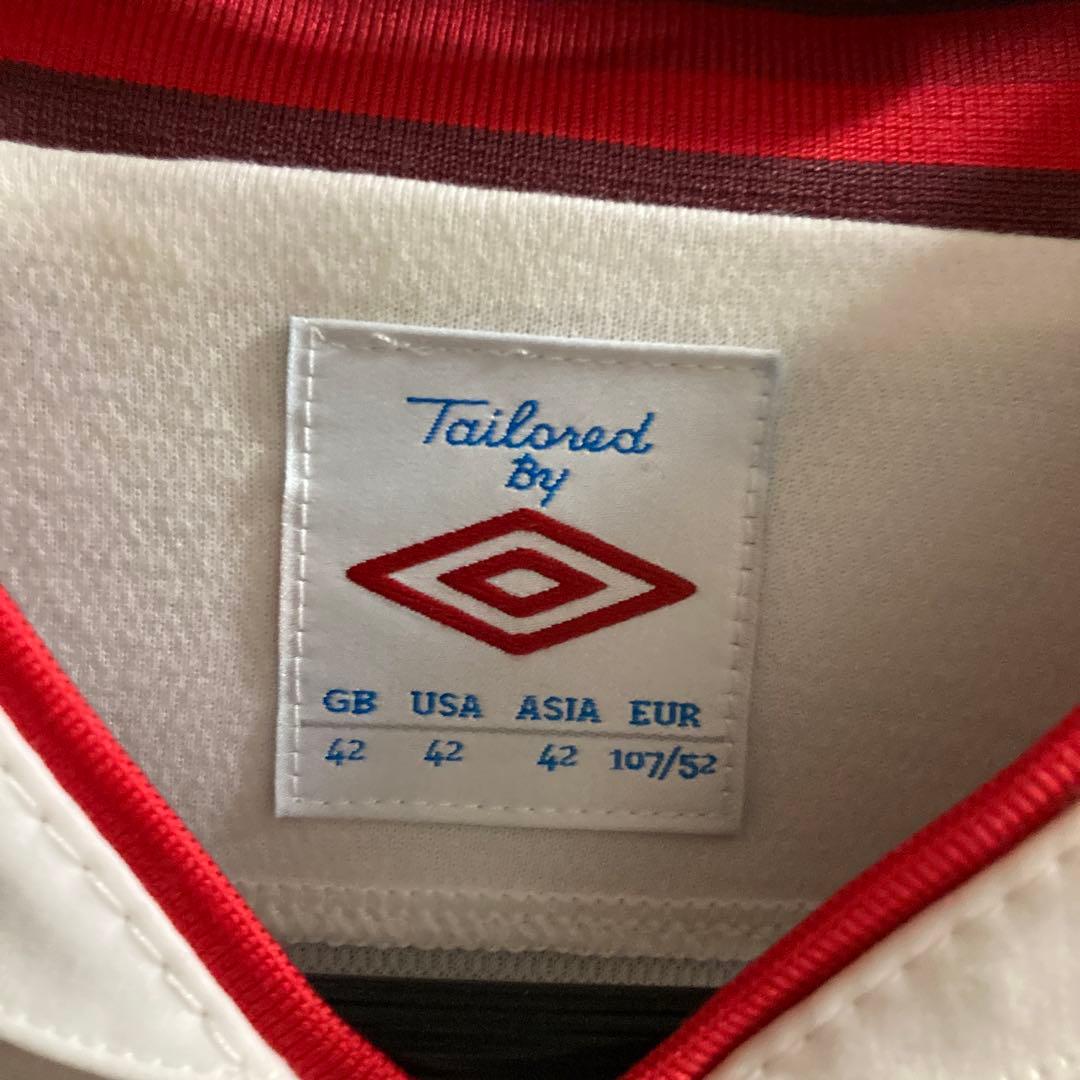 Tailored
By
GB USA ASIA EUR
42 42 42 107/52